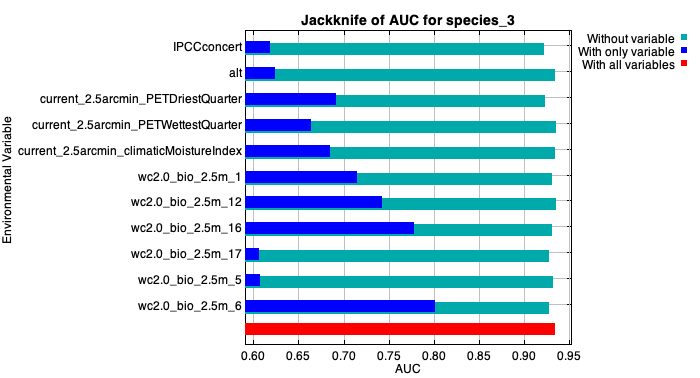 Jackknife of AUC for species_3
Without variable
With only variable
With all variables
Environmental Variable
IPCCconcert
alt
current_2.5arcmin_PETDriestQuarter
current_2.5arcmin_PETWettestQuarter
current_2.5arcmin_climaticMoistureIndex
wc2.0_bio_2.5m_1
wc2.0_bio_2.5m_12
wc2.0_bio_2.5m_16
wc2.0_bio_2.5m_17
wc2.0_bio_2.5m_5
wc2.0_bio_2.5m_6
0.60 0.65 0.70 0.75 0.80 0.85 0.90 0.95
AUC